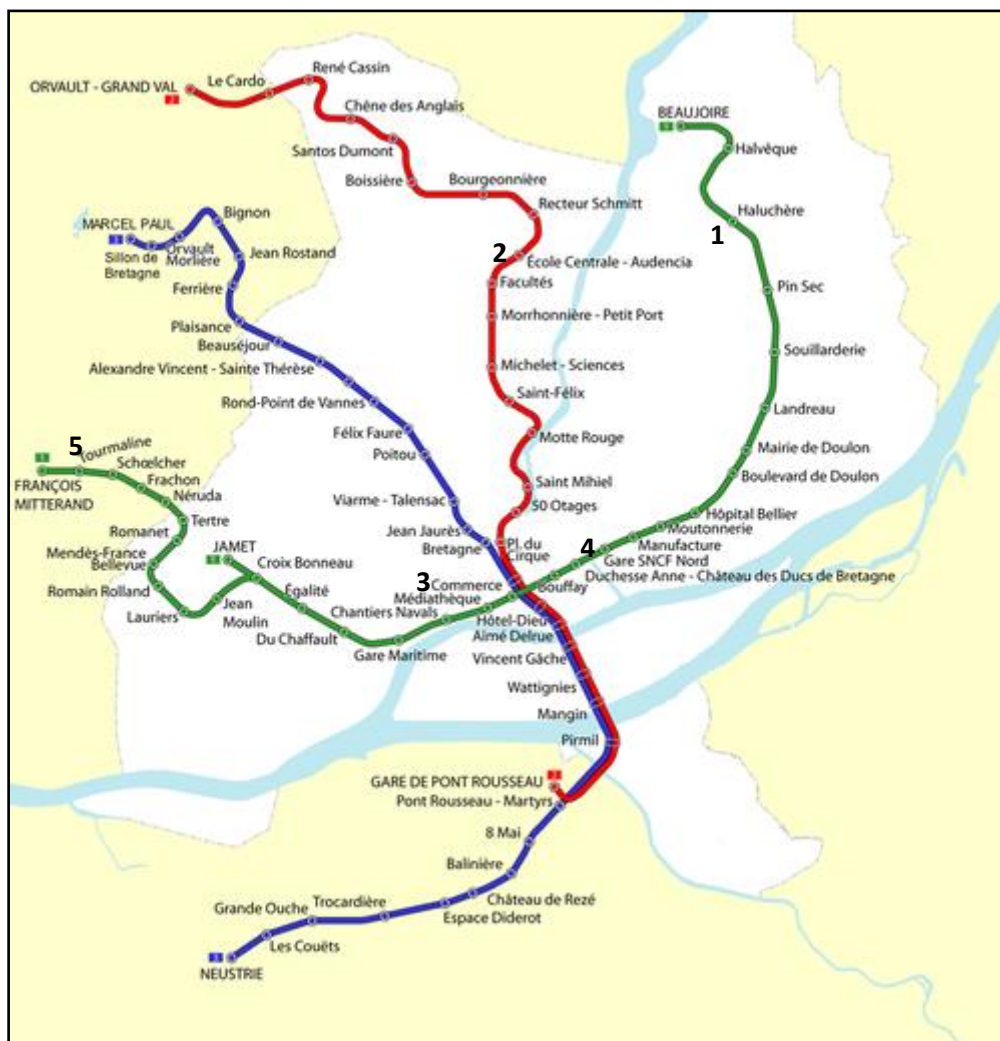 René Cassin
Le Cardo
ORVAULT - GRAND VAL
2
Chêne des Anglais
Santos Dumont
Boissière
Bourgeonnière
Recteur Schmitt
2
École Centrale - Audencia
Facultés
Morrhonnière - Petit Port
Michelet - Sciences
Saint-Félix
Motte Rouge
Saint Mihiel
50 Otages
Pl. du
Cirque
BEAUJOIRE
1
Halvêque
Haluchère
1
Pin Sec
Souillarderie
Landreau
Mairie de Doulon
Boulevard de Doulon
Hôpital Bellier
Moutonnerie
Manufacture
4
Gare SNCF Nord
Duchesse Anne - Château des Ducs de Bretagne
Bouffay
MARCEL PAUL
3
Sillon de
Bretagne
Orvault
Morlière
Bignon
Jean Rostand
Ferrière
Plaisance
Beauséjour
Alexandre Vincent - Sainte Thérèse
Rond-Point de Vannes
Félix Faure
Poitou
Viarme - Talensac
Jean Jaurès
Bretagne
3
Commerce
Médiathèque
Chantiers Navals
Gare Maritime
Du Chaffault
Égalité
Croix Bonneau
JAMET
1
Jean
Moulin
Lauriers
Romain Rolland
Mendès-France
Bellevue
Romanet
Tertre
Néruda
Frachon
Schœlcher
5
Tourmaline
1
FRANÇOIS
MITTERAND
Hôtel-Dieu
Aimé Delrue
Vincent Gâche
Wattignies
Mangin
Pirmil
2
GARE DE PONT ROUSSEAU
Pont Rousseau - Martyrs
8 Mai
Balinière
Château de Rezé
Espace Diderot
Trocardière
Grande Ouche
Les Couëts
3
NEUSTRIE